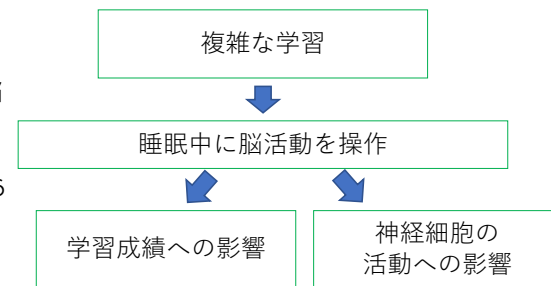 複雑な学習
睡眠中に脳活動を操作
学習成績への影響
神経細胞の
活動への影響